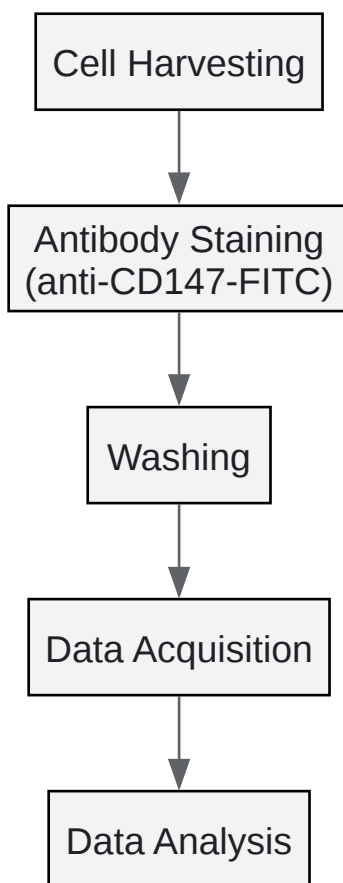 Cell Harvesting
Antibody Staining
(anti-CD147-FITC)
Washing
Data Acquisition
Data Analysis